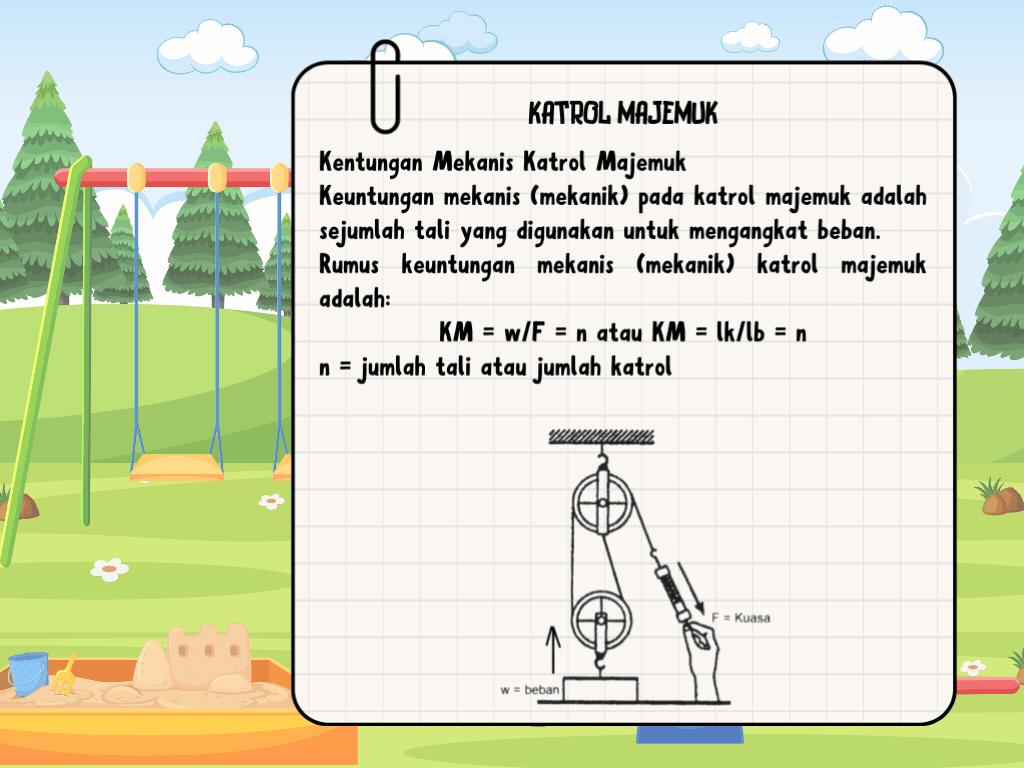 KATROL MAJEMUK
Kentungan Mekanis Katrol Majemuk
Keuntungan mekanis (mekanik) pada katrol majemuk adalah
sejumlah tali yang digunakan untuk mengangkat beban.
Rumus keuntungan mekanis (mekanik) katrol majemuk
adalah:
KM = w/F = n atau KM = lk/lb = n
n = jumlah tali atau jumlah katrol
F = Kuasa
w = beban